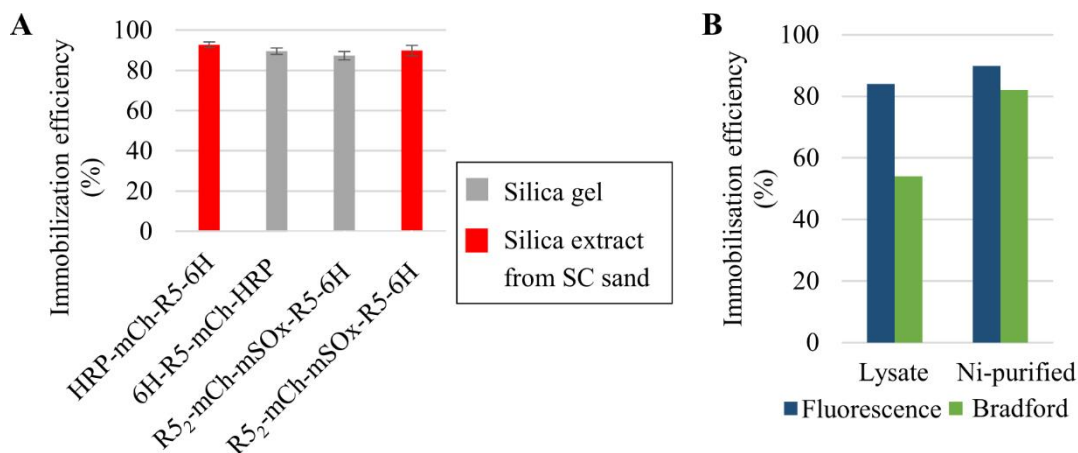 A
Immobilization efficiency
(%)
100
80
60
40
20
0
HRP-mCh-R5-6H
6H-R5-mCh-HRP
R5₂-mCh-mSOx-R5-6H
R5₂-mCh-mSOx-R5-6H
Silica gel
Silica extract
from SC sand
B
Immobilisation efficiency
(%)
100
80
60
40
20
0
Lysate
Ni-purified
Fluorescence
Bradford